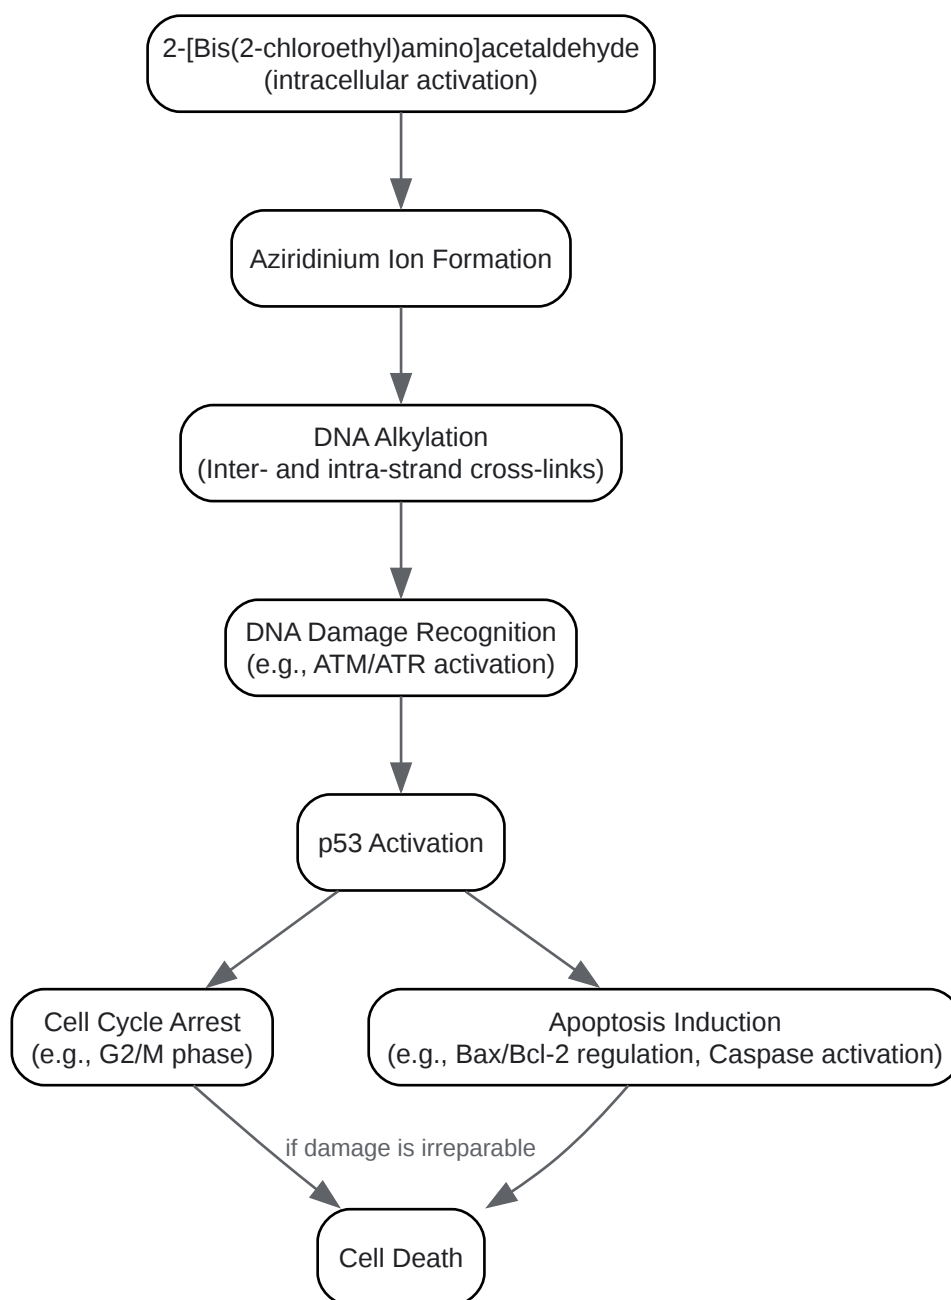 2-[Bis(2-chloroethyl)amino]acetaldehyde
(intracellular activation)
Aziridinium Ion Formation
DNA Alkylation
(Inter- and intra-strand cross-links)
DNA Damage Recognition
(e.g., ATM/ATR activation)
p53 Activation
Cell Cycle Arrest
(e.g., G2/M phase)
Apoptosis Induction
(e.g., Bax/Bcl-2 regulation, Caspase activation)
if damage is irreparable
Cell Death